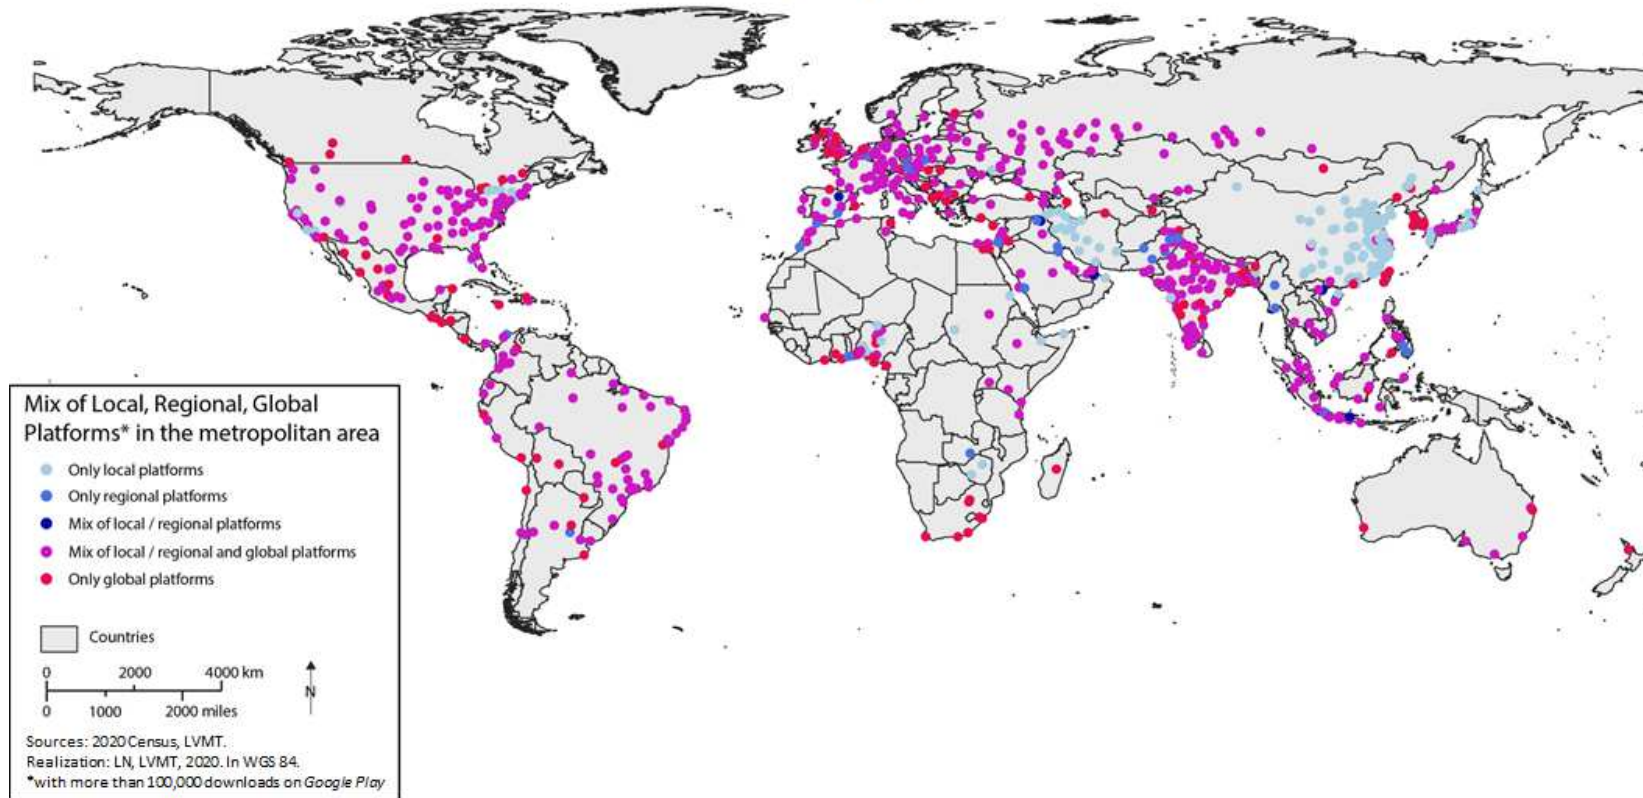 Mix of Local, Regional, Global
Platforms* in the metropolitan area
Only local platforms
Only regional platforms
Mix of local / regional platforms
Mix of local / regional and global platforms
Only global platforms
Countries
0 2000 4000 km
N
0 1000 2000 miles
Sources: 2020 Census, LVMT.
Realization: LN, LVMT, 2020. In WGS 84.
*with more than 100,000 downloads on Google Play